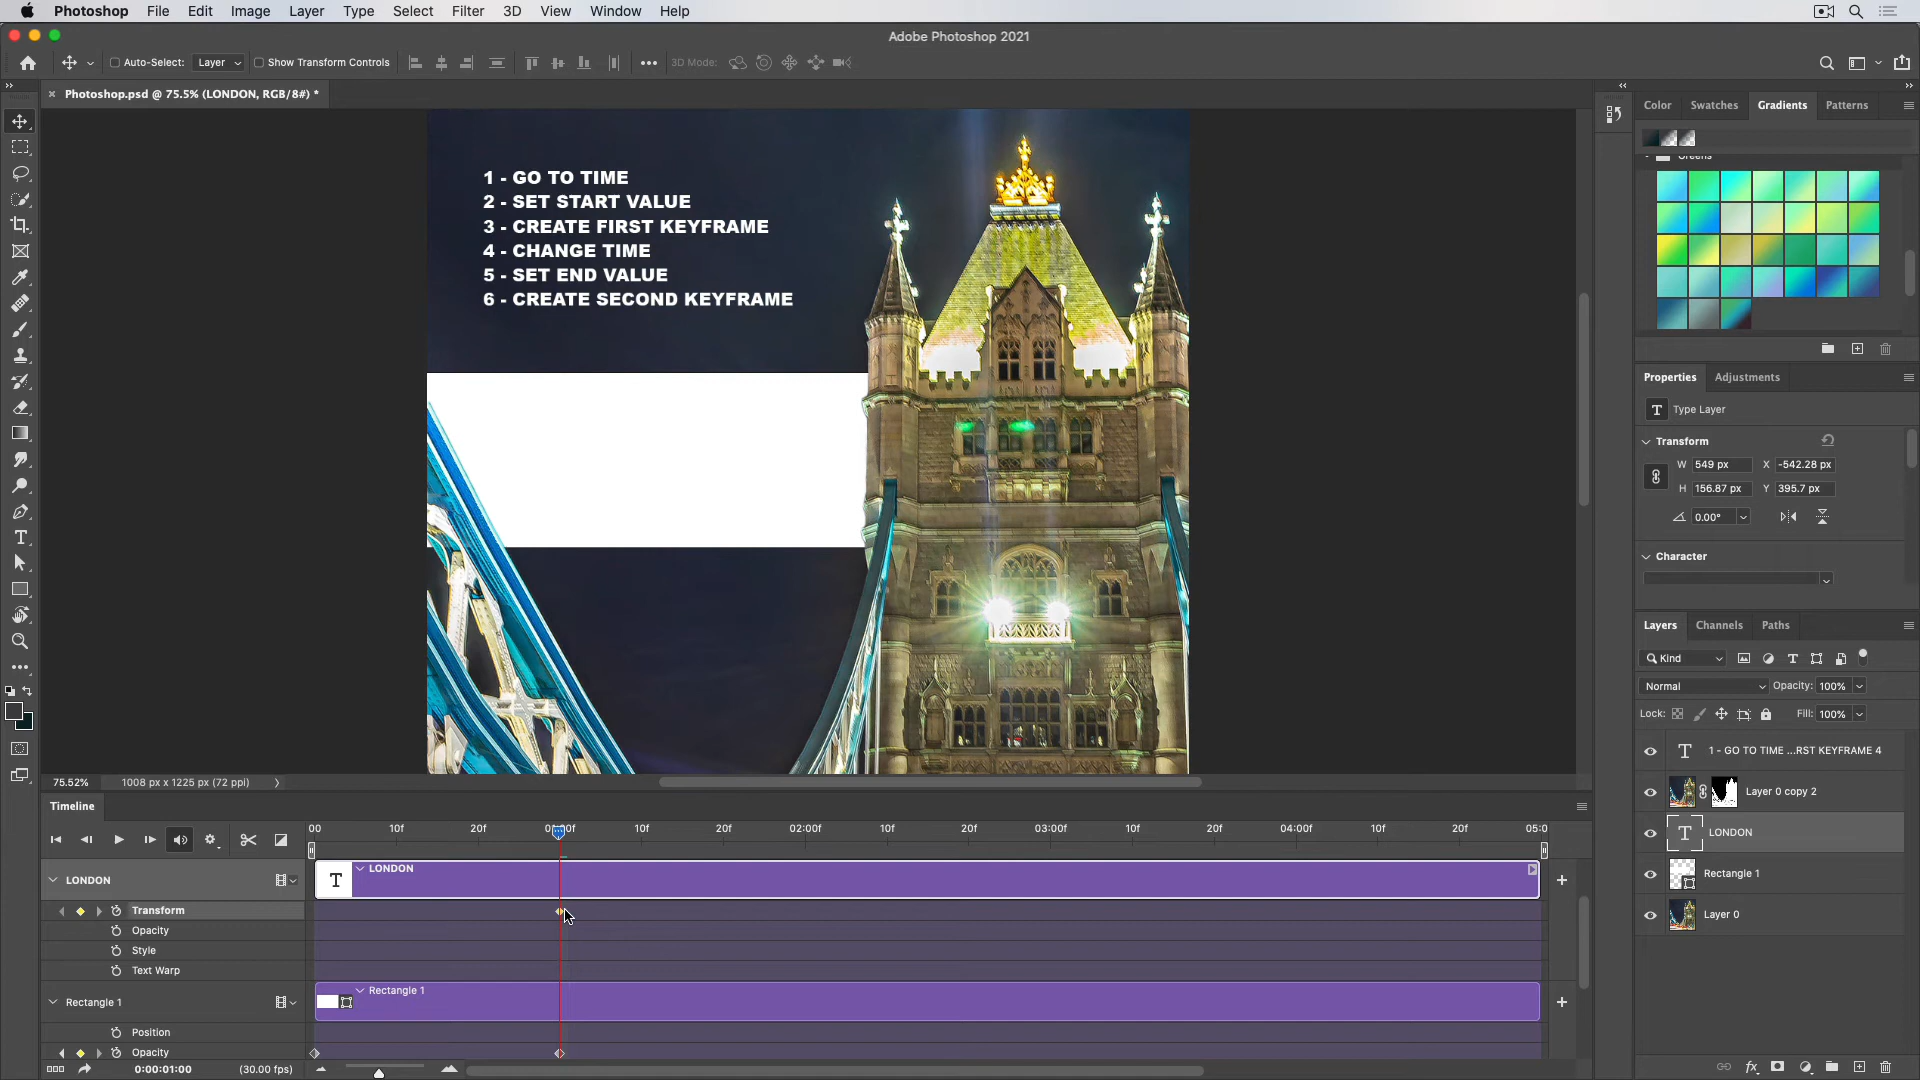 Photoshop File Edit Image Layer Type Select Filter 3D View Window Help
Adobe Photoshop 2021
Auto-Select: Layer Show Transform Controls 3D Mode:
Photoshop.psd @ 75.5% (LONDON, RGB/8#) *
1 - GO TO TIME
2 - SET START VALUE
3 - CREATE FIRST KEYFRAME
4 - CHANGE TIME
5 - SET END VALUE
6 - CREATE SECOND KEYFRAME
Color Swatches Gradients Patterns
Greens
Properties Adjustments
T Type Layer
Transform
W 549 px X -542.28 px
H 156.87 px Y 395.7 px
0.00°
Character
Layers Channels Paths
Kind
Normal Opacity: 100%
Lock: Fill: 100%
T 1 - GO TO TIME ...RST KEYFRAME 4
Layer 0 copy 2
T LONDON
Rectangle 1
Layer 0
75.52% 1008 px x 1225 px (72 ppi)
Timeline
00 10f 20f 01:00f 10f 20f 02:00f 10f 20f 03:00f 10f 20f 04:00f 10f 20f 05:0
LONDON T LONDON
Transform
Opacity
Style
Text Warp
Rectangle 1 Rectangle 1
Position
Opacity
0:00:01:00 (30.00 fps)